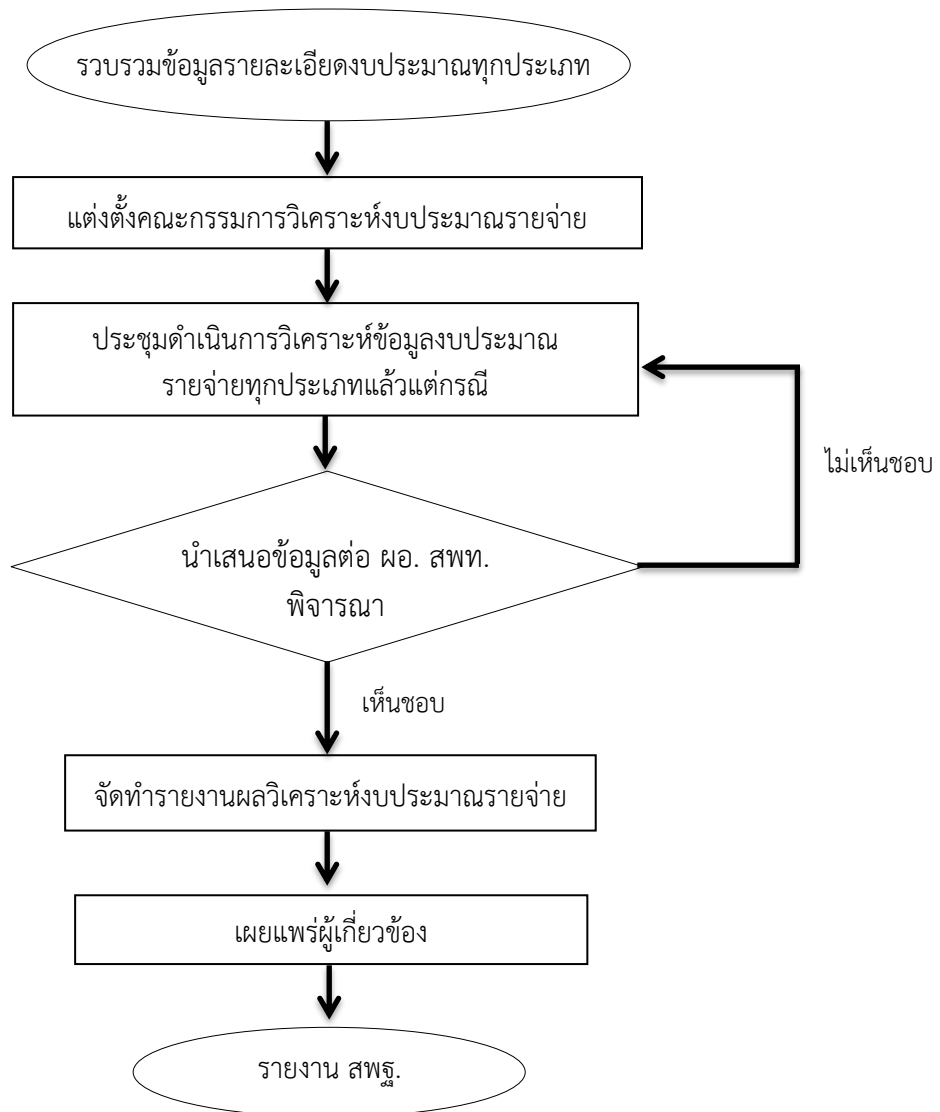 รวบรวมข้อมูลรายละเอียดงบประมาณทุกประเภท
แต่งตั้งคณะกรรมการวิเคราะห์งบประมาณรายจ่าย
ประชุมดำเนินการวิเคราะห์ข้อมูลงบประมาณ
รายจ่ายทุกประเภทแล้วแต่กรณี
ไม่เห็นชอบ
นำเสนอข้อมูลต่อ ผอ. สพท.
พิจารณา
เห็นชอบ
จัดทำรายงานผลวิเคราะห์งบประมาณรายจ่าย
เผยแพร่ผู้เกี่ยวข้อง
รายงาน สพฐ.